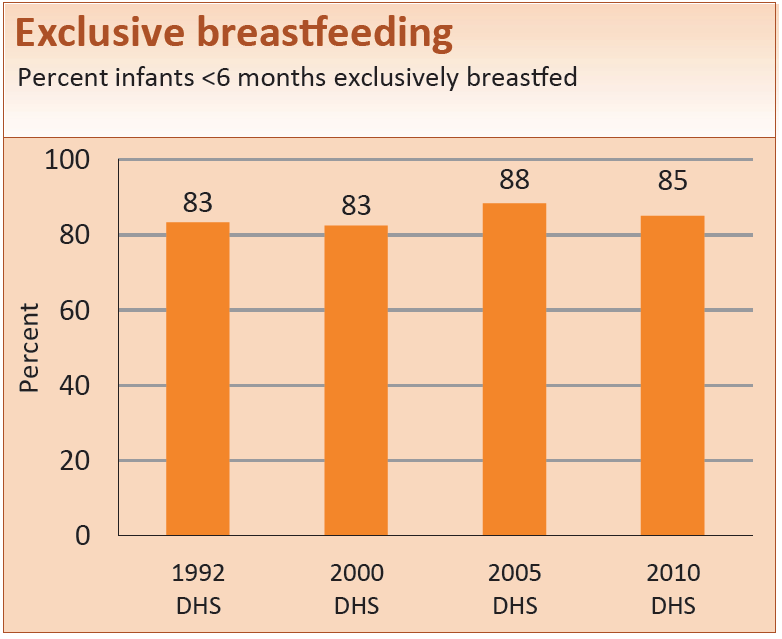 Exclusive breastfeeding
Percent infants <6 months exclusively breastfed
100
80
60
40
20
0
Percent
83
83
88
85
1992
DHS
2000
DHS
2005
DHS
2010
DHS